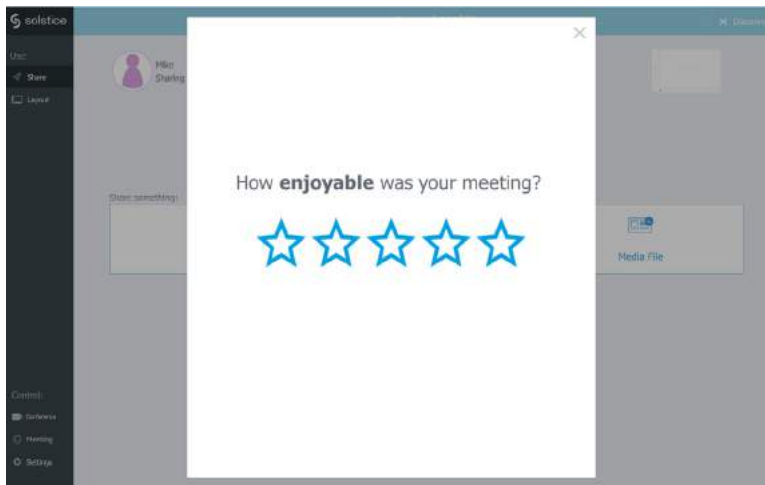 solstice
Use:
Share
Layout
Mike
Sharing
Share something:
How enjoyable was your meeting?
Media File
Control:
Conference
Meeting
Settings